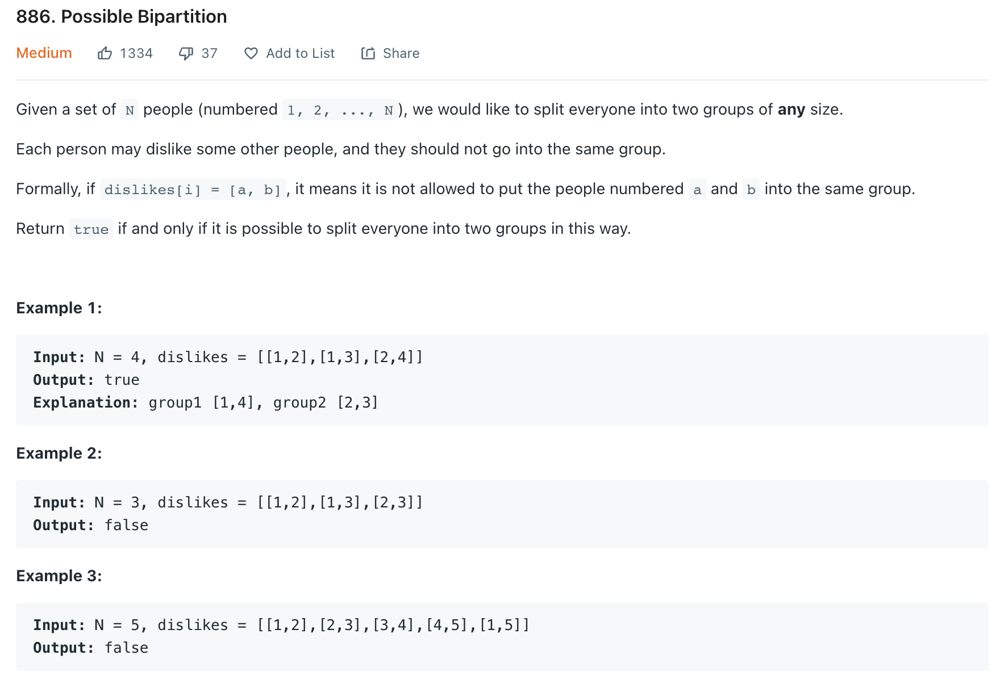 886. Possible Bipartition
Medium 1334 37 Add to List Share
Given a set of N people (numbered 1, 2, ..., N), we would like to split everyone into two groups of any size.
Each person may dislike some other people, and they should not go into the same group.
Formally, if dislikes[i] = [a, b], it means it is not allowed to put the people numbered a and b into the same group.
Return true if and only if it is possible to split everyone into two groups in this way.
Example 1:
Input: N = 4, dislikes = [[1,2],[1,3],[2,4]]
Output: true
Explanation: group1 [1,4], group2 [2,3]
Example 2:
Input: N = 3, dislikes = [[1,2],[1,3],[2,3]]
Output: false
Example 3:
Input: N = 5, dislikes = [[1,2],[2,3],[3,4],[4,5],[1,5]]
Output: false